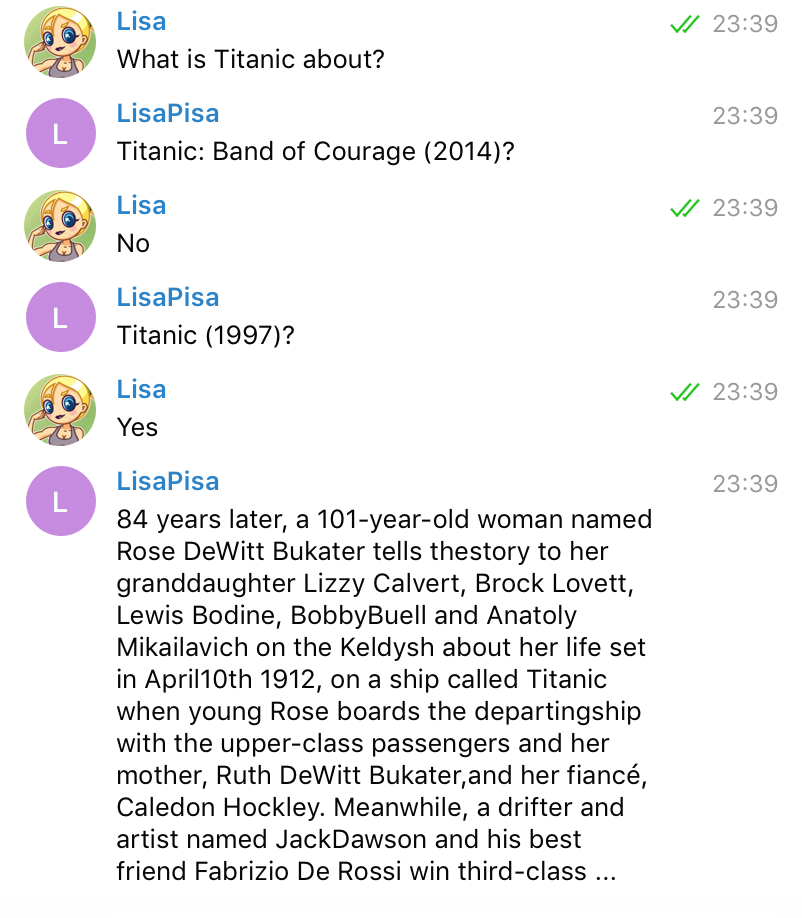 Lisa 23:39
What is Titanic about?
L
LisaPisa 23:39
Titanic: Band of Courage (2014)?
Lisa 23:39
No
L
LisaPisa 23:39
Titanic (1997)?
Lisa 23:39
Yes
L
LisaPisa 23:39
84 years later, a 101-year-old woman named
Rose DeWitt Bukater tells thestory to her
granddaughter Lizzy Calvert, Brock Lovett,
Lewis Bodine, BobbyBuell and Anatoly
Mikailavich on the Keldysh about her life set
in April10th 1912, on a ship called Titanic
when young Rose boards the departingship
with the upper-class passengers and her
mother, Ruth DeWitt Bukater,and her fiancé,
Caledon Hockley. Meanwhile, a drifter and
artist named JackDawson and his best
friend Fabrizio De Rossi win third-class ...